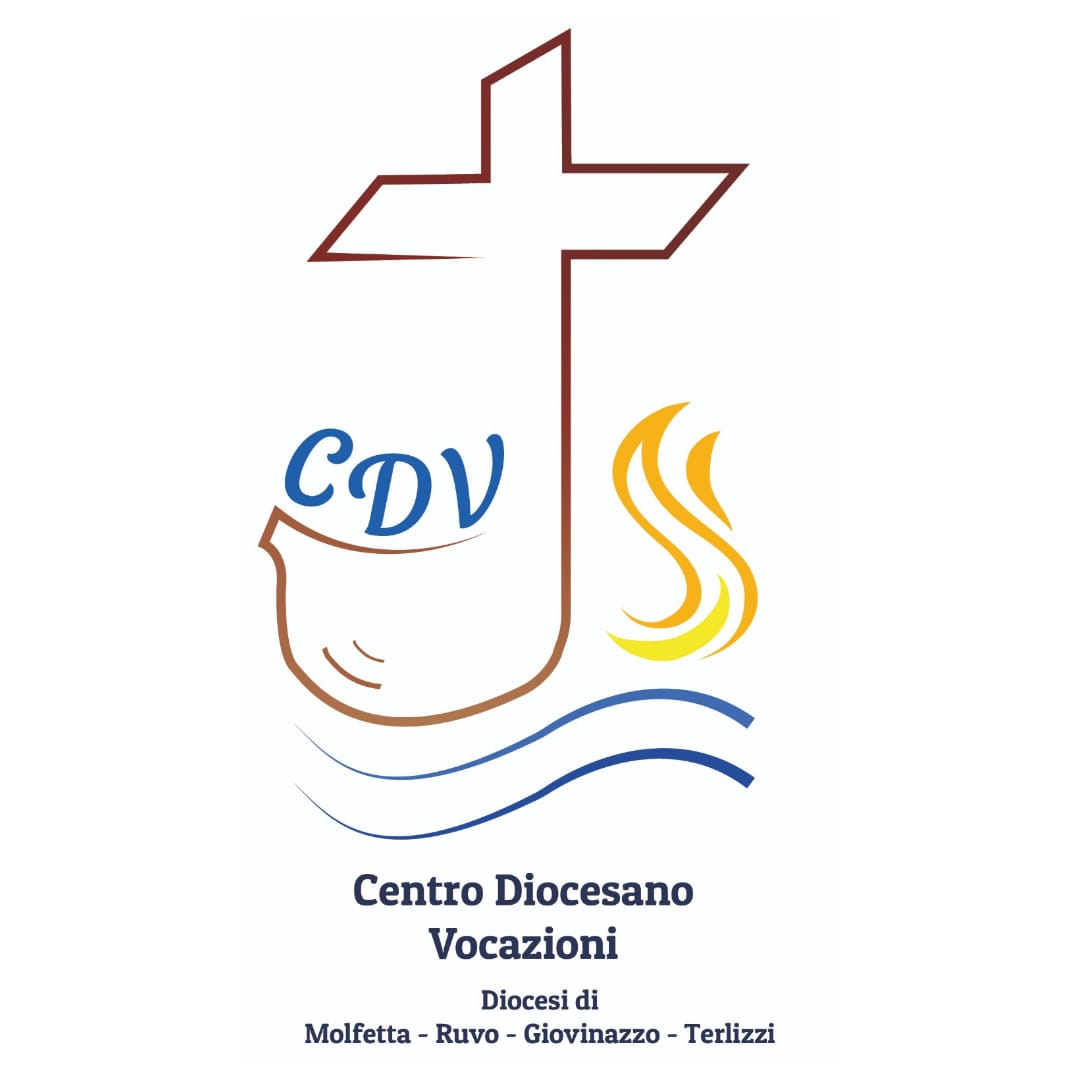 CDV
Centro Diocesano
Vocazioni
Diocesi di
Molfetta - Ruvo - Giovinazzo - Terlizzi